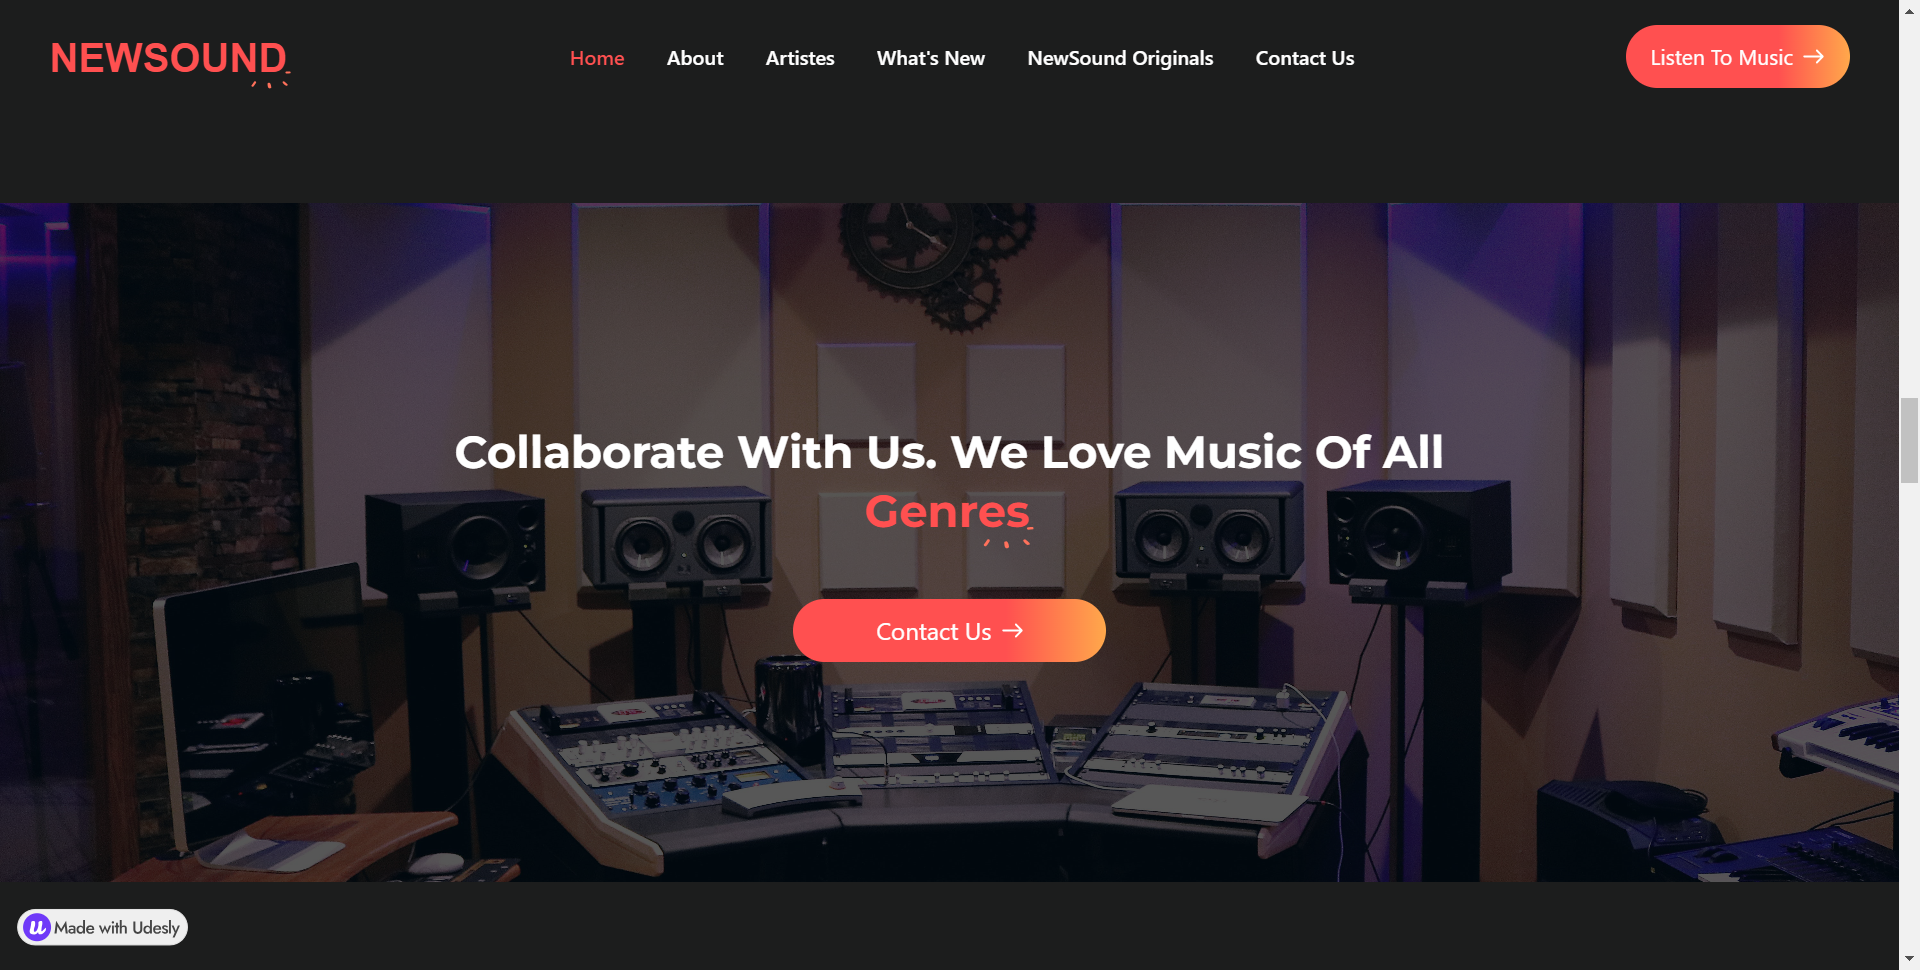 NEWSOUND
Home About Artistes What's New NewSound Originals Contact Us
Listen To Music →
Collaborate With Us. We Love Music Of All
Genres
Contact Us →
u Made with Udesly